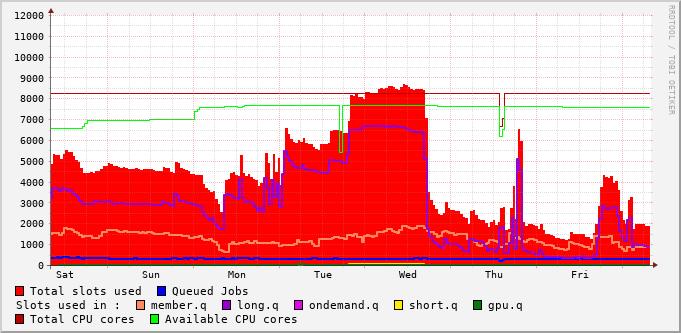 12000
11000
10000
9000
8000
7000
6000
5000
4000
3000
2000
1000
0
Sat Sun Mon Tue Wed Thu Fri
RRDTOOL / TOBI OETIKER
Total slots used Queued Jobs
Slots used in : member.q long.q ondemand.q short.q gpu.q
Total CPU cores Available CPU cores